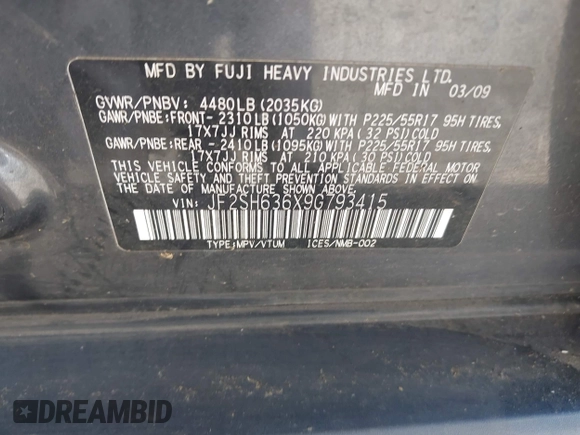 MFD BY FUJI HEAVY INDUSTRIES LTD.
MFD IN 03/09
GVWR/PNBV: 4480LB(2035KG)
GAWR/PNBE:FRONT- 2310LB(1050KG)WITH P225/55R17 95H TIRES,
17X7JJ RIMS AT 220 KPA(32 PSI)COLD
GAWR/PNBE:REAR - 2410LB(1095KG)WITH P225/55R17 95H TIRES,
17X7JJ RIMS AT 210 KPA(30 PSI)COLD
THIS VEHICLE CONFORMS TO ALL APPLICABLE FEDERAL MOTOR
VEHICLE SAFETY, BUMPER, AND THEFT PREVENTION STANDARDS
IN EFFECT ON THE DATE OF MANUFACTURE SHOWN ABOVE.
VIN: JF2SH636X9G793415
TYPE:MPV/VTUM ICES/NMB-002
DREAMBID